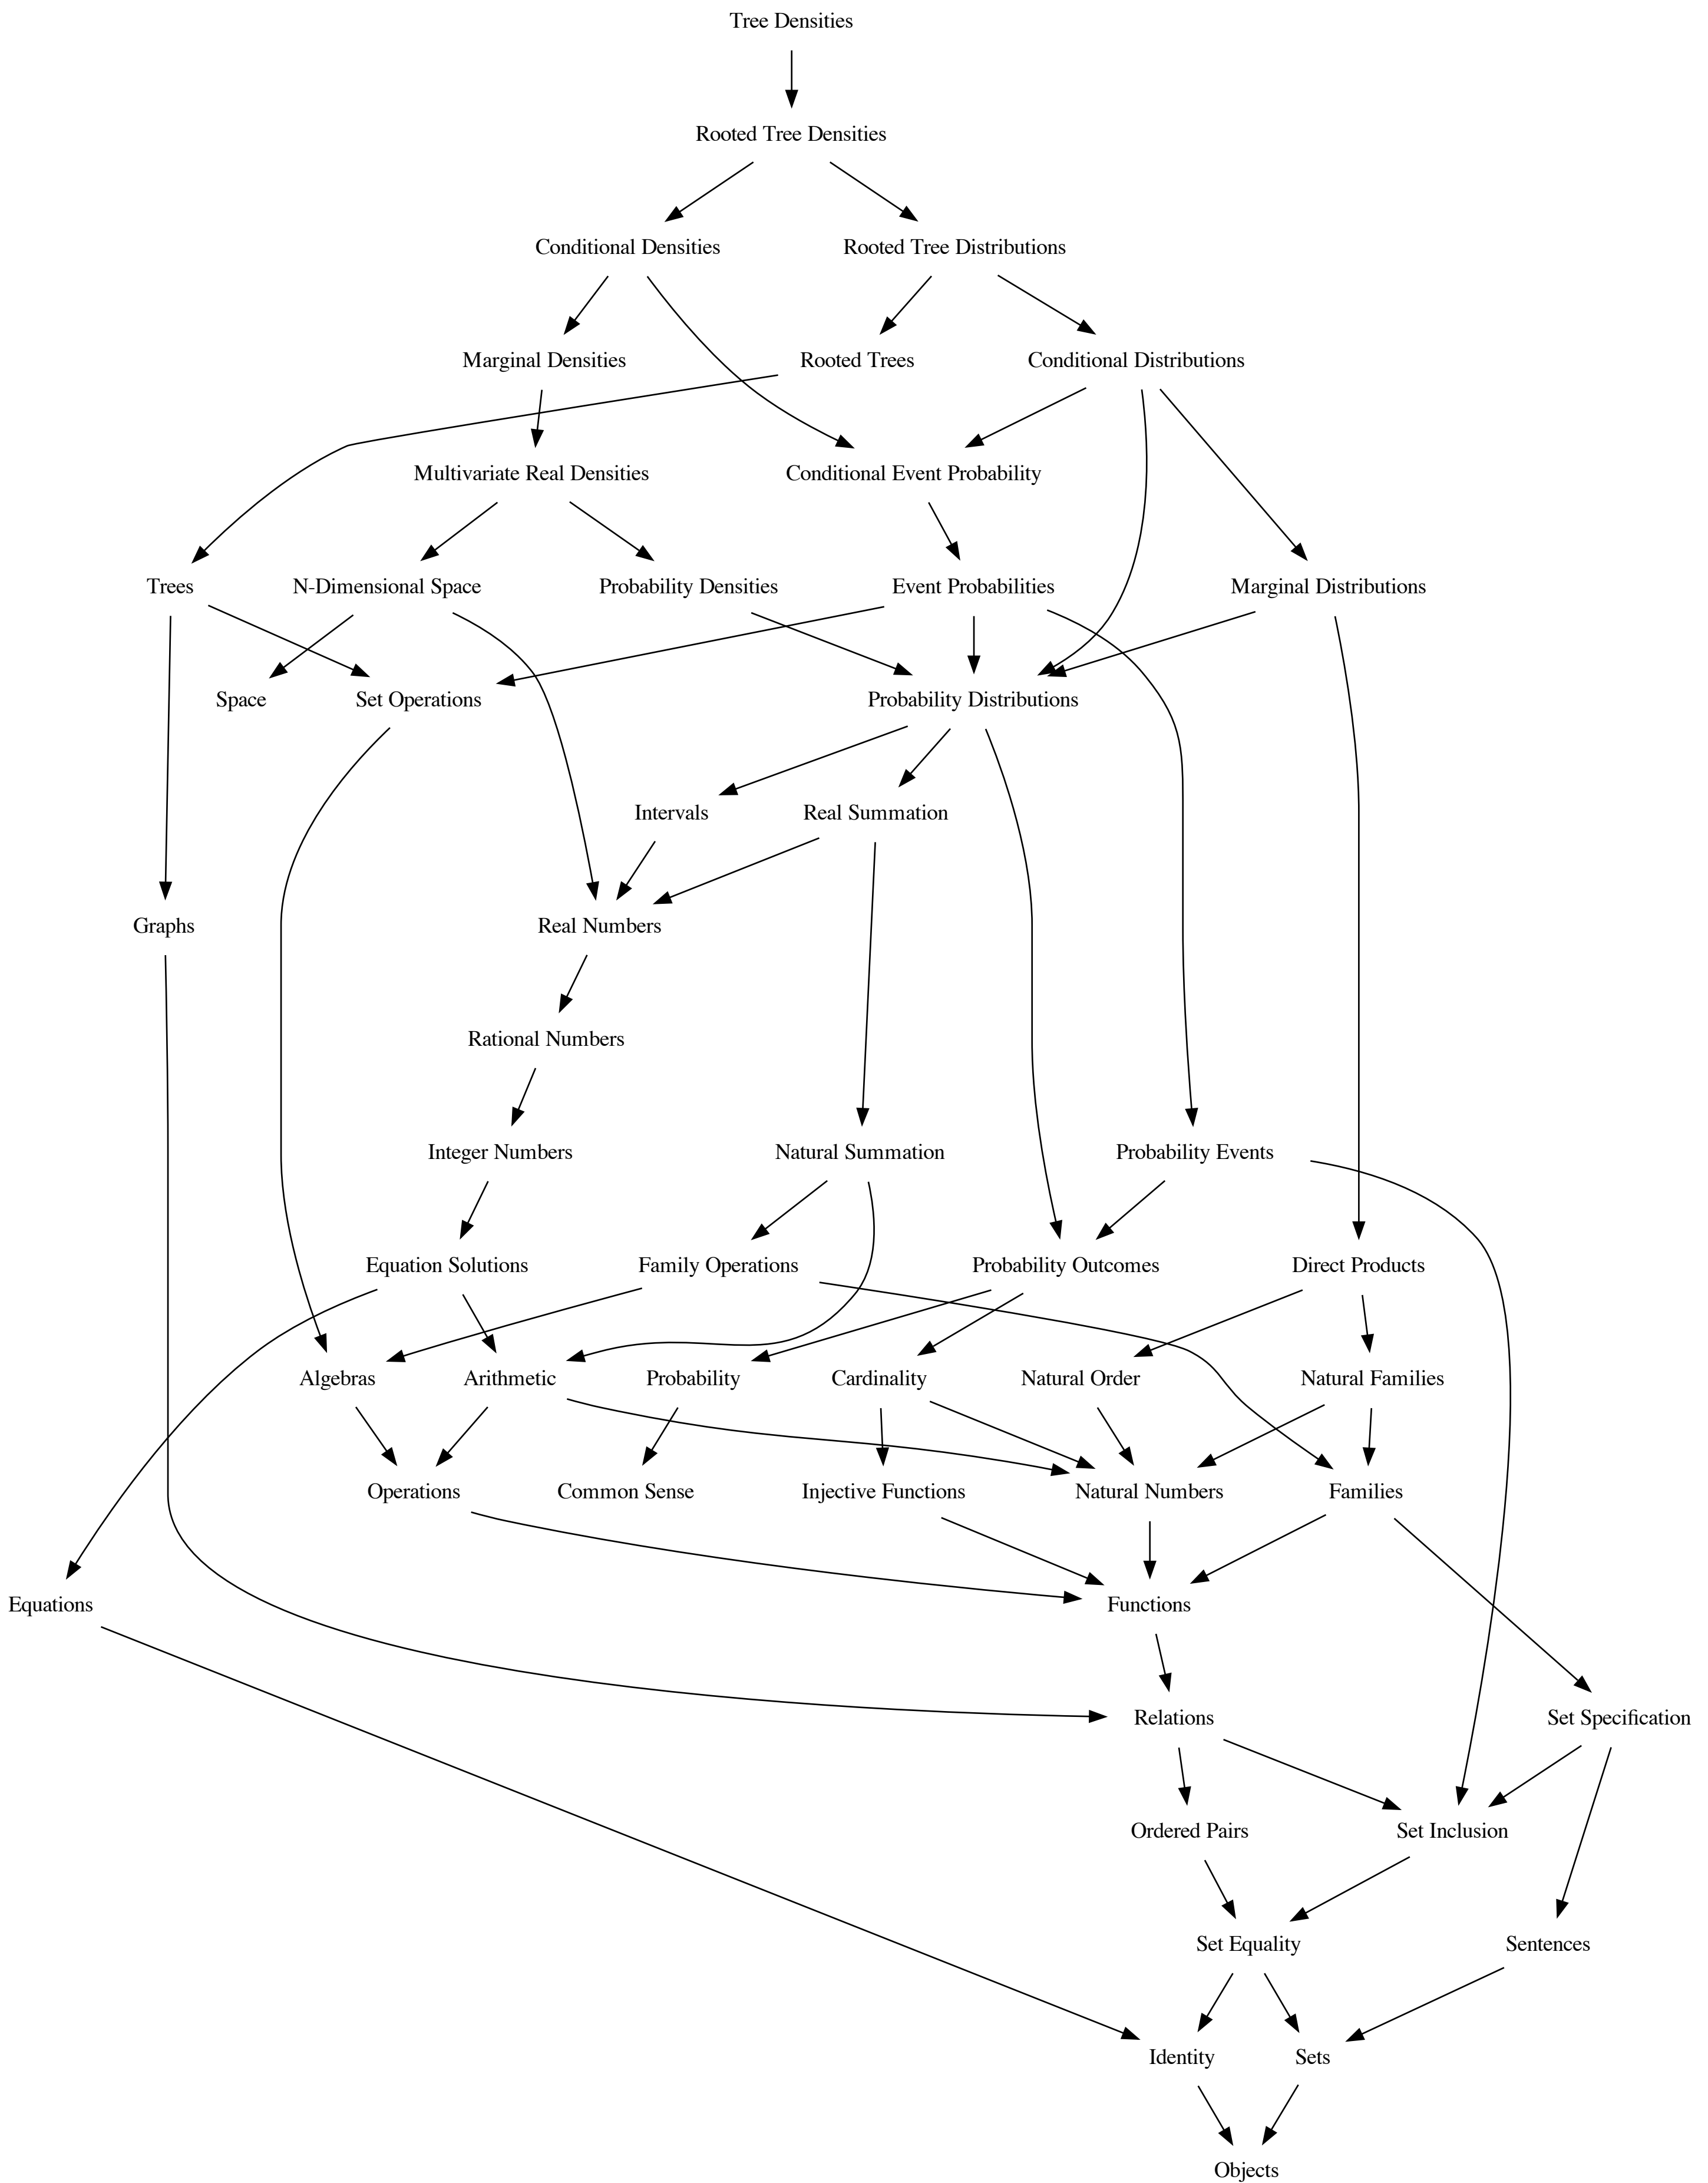 Tree Densities
Rooted Tree Densities
Conditional Densities
Rooted Tree Distributions
Marginal Densities
Rooted Trees
Conditional Distributions
Multivariate Real Densities
Conditional Event Probability
Trees
N-Dimensional Space
Probability Densities
Event Probabilities
Marginal Distributions
Space
Set Operations
Probability Distributions
Intervals
Real Summation
Graphs
Real Numbers
Rational Numbers
Integer Numbers
Natural Summation
Probability Events
Equation Solutions
Family Operations
Probability Outcomes
Direct Products
Algebras
Arithmetic
Probability
Cardinality
Natural Order
Natural Families
Operations
Common Sense
Injective Functions
Natural Numbers
Families
Equations
Functions
Relations
Set Specification
Ordered Pairs
Set Inclusion
Set Equality
Sentences
Identity
Sets
Objects